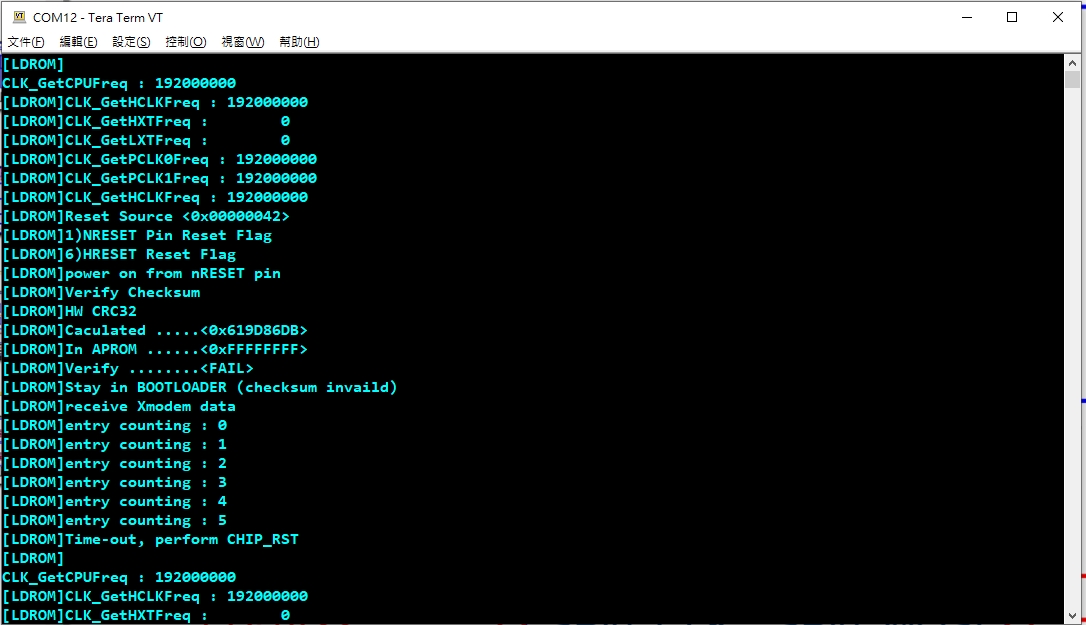 COM12 - Tera Term VT
文件(F) 編輯(E) 設定(S) 控制(O) 視窗(W) 幫助(H)
[LDROM]
CLK_GetCPUFreq : 192000000
[LDROM]CLK_GetHCLKFreq : 192000000
[LDROM]CLK_GetHXTFreq :        0
[LDROM]CLK_GetLXTFreq :        0
[LDROM]CLK_GetPCLK0Freq : 192000000
[LDROM]CLK_GetPCLK1Freq : 192000000
[LDROM]CLK_GetHCLKFreq : 192000000
[LDROM]Reset Source <0x00000042>
[LDROM]1)NRESET Pin Reset Flag
[LDROM]6)HRESET Reset Flag
[LDROM]power on from nRESET pin
[LDROM]Verify Checksum
[LDROM]HW CRC32
[LDROM]Caculated .....<0x619D86DB>
[LDROM]In APROM ......<0xFFFFFFFF>
[LDROM]Verify ........<FAIL>
[LDROM]Stay in BOOTLOADER (checksum invaild)
[LDROM]receive Xmodem data
[LDROM]entry counting : 0
[LDROM]entry counting : 1
[LDROM]entry counting : 2
[LDROM]entry counting : 3
[LDROM]entry counting : 4
[LDROM]entry counting : 5
[LDROM]Time-out, perform CHIP_RST
[LDROM]
CLK_GetCPUFreq : 192000000
[LDROM]CLK_GetHCLKFreq : 192000000
[LDROM]CLK_GetHXTFreq :        0